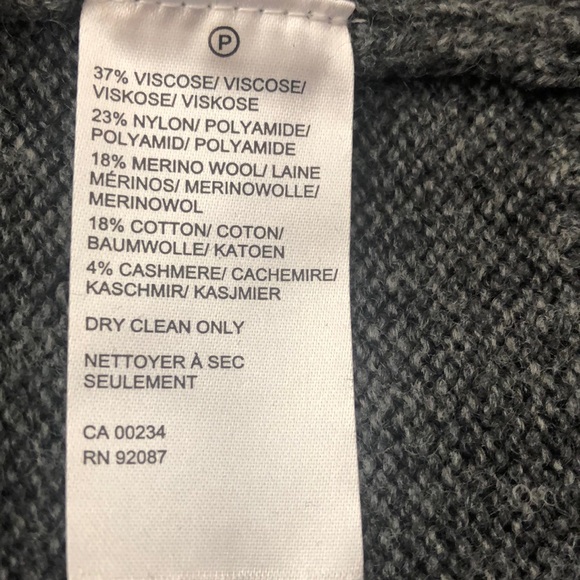 P
37% VISCOSE/ VISCOSE/
VISKOSE/ VISKOSE
23% NYLON/ POLYAMIDE/
POLYAMID/ POLYAMIDE
18% MERINO WOOL/ LAINE
MÉRINOS/ MERINOWOLLE/
MERINOWOL
18% COTTON/ COTON/
BAUMWOLLE/ KATOEN
4% CASHMERE/ CACHEMIRE/
KASCHMIR/ KASJMIER
DRY CLEAN ONLY
NETTOYER À SEC
SEULEMENT
CA 00234
RN 92087